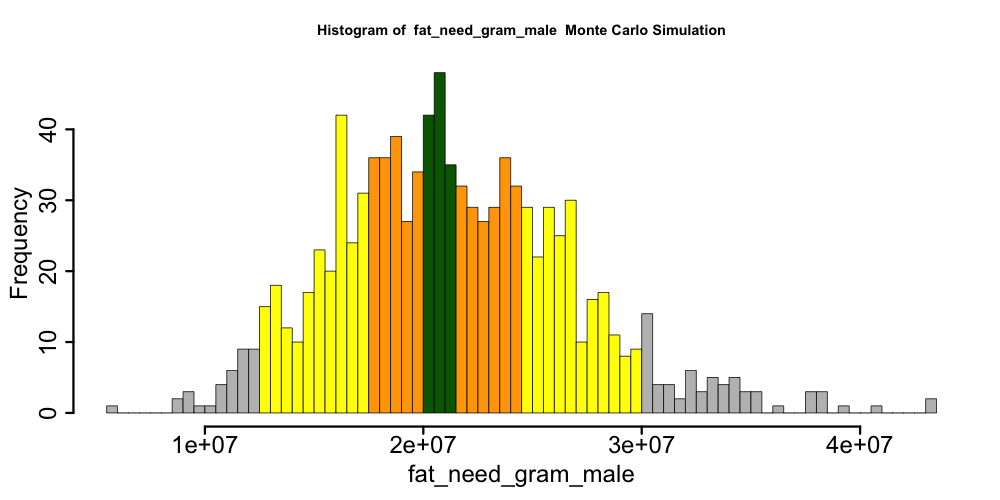 Histogram of  fat_need_gram_male  Monte Carlo Simulation
Frequency
40
30
20
10
0
1e+07 2e+07 3e+07 4e+07
fat_need_gram_male